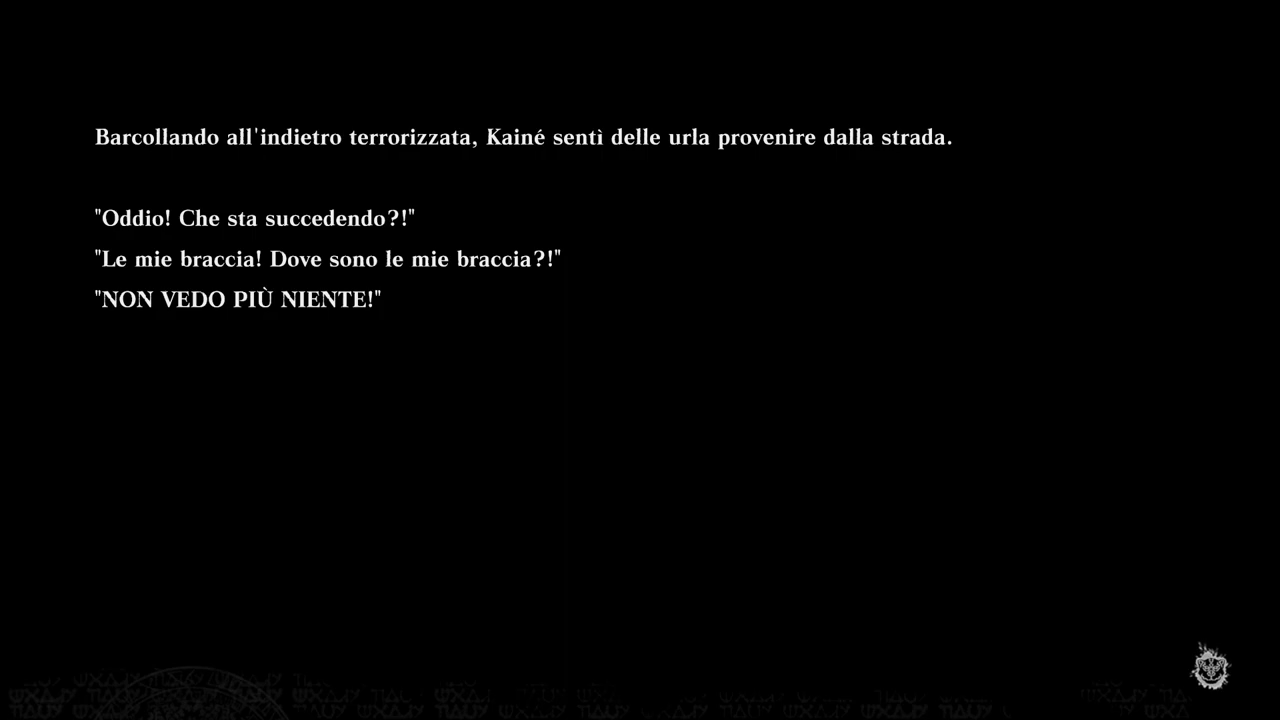 Barcollando all'indietro terrorizzata, Kainé sentì delle urla provenire dalla strada.
"Oddio! Che sta succedendo?!"
"Le mie braccia! Dove sono le mie braccia?!"
"NON VEDO PIÙ NIENTE!"